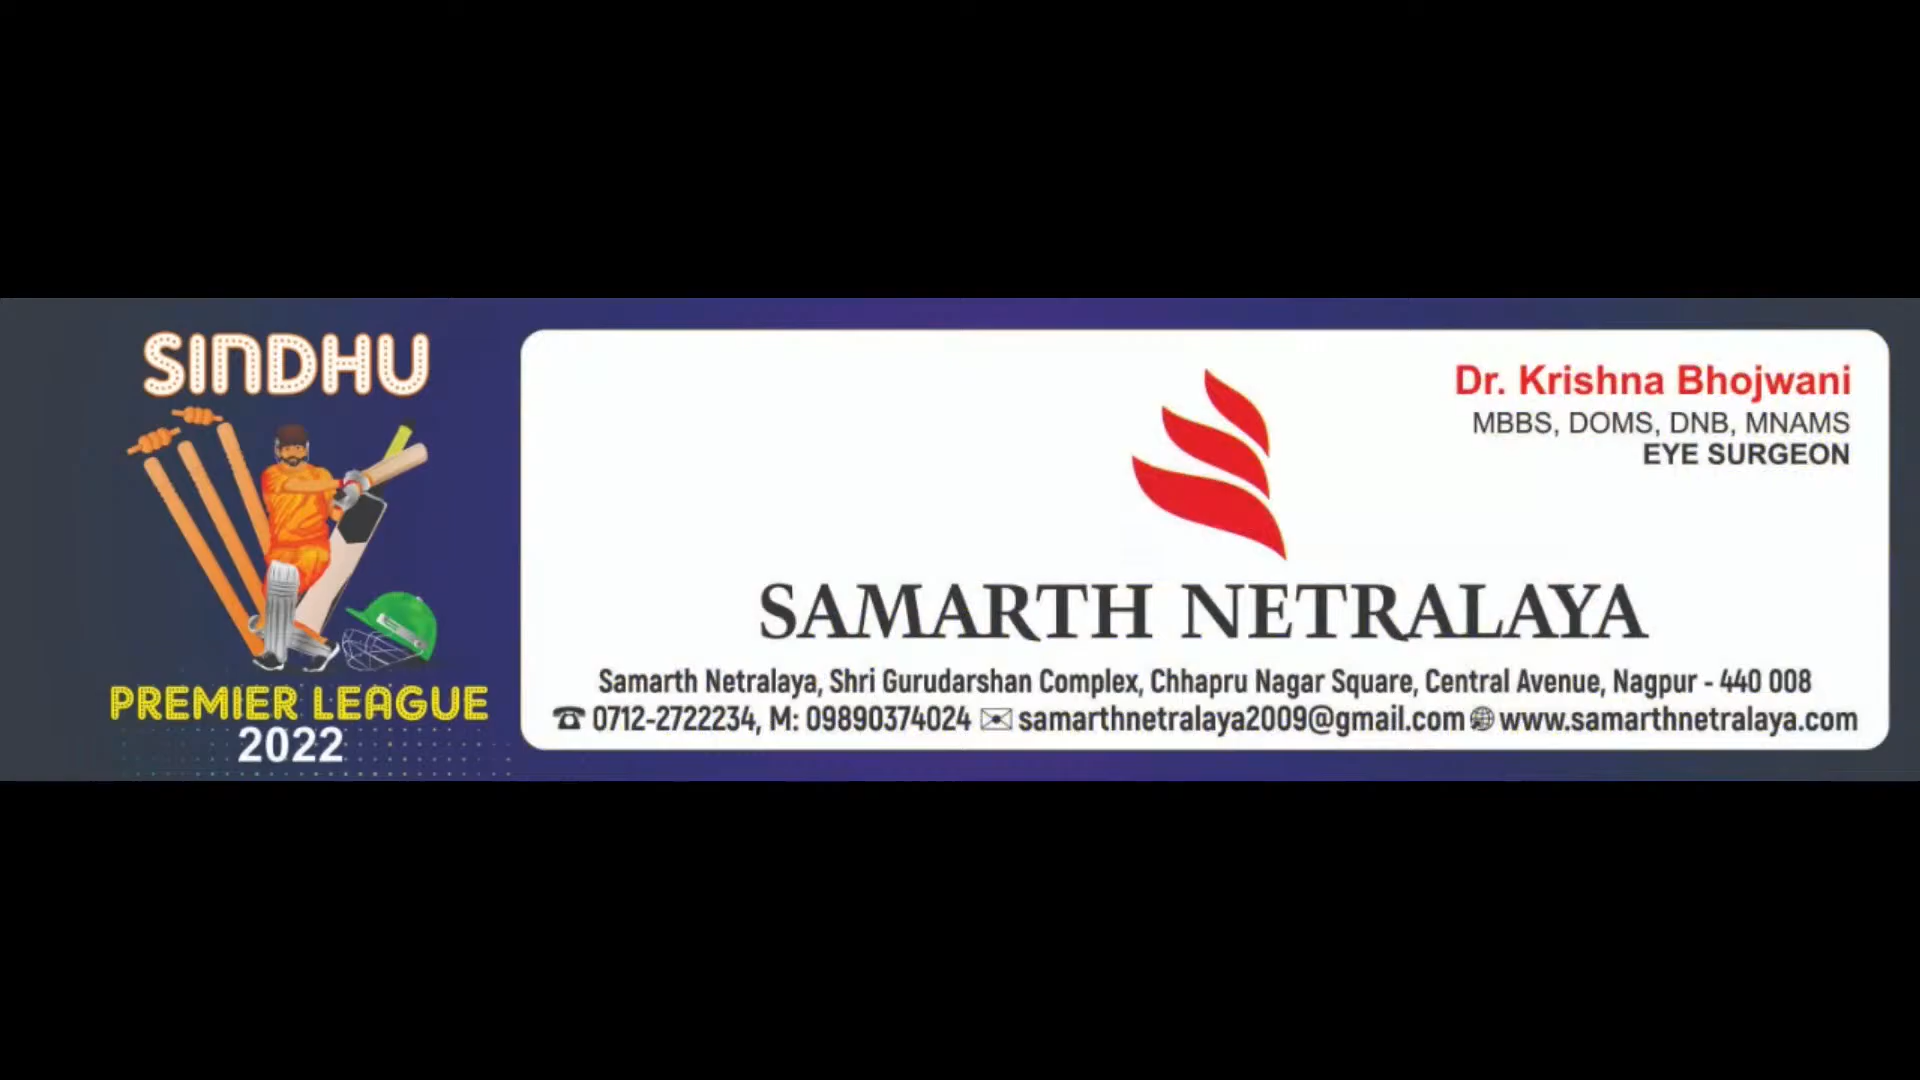 SINDHU
PREMIER LEAGUE
2022
Dr. Krishna Bhojwani
MBBS, DOMS, DNB, MNAMS
EYE SURGEON
SAMARTH NETRALAYA
Samarth Netralaya, Shri Gurudarshan Complex, Chhapru Nagar Square, Central Avenue, Nagpur - 440 008
☎ 0712-2722234, M: 09890374024 ✉ samarthnetralaya2009@gmail.com 🌐 www.samarthnetralaya.com